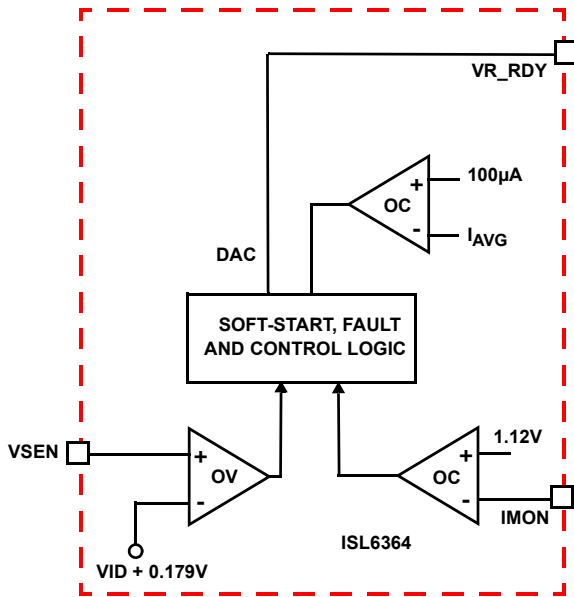 VR_RDY
+
100µA
OC
-
IAVG
DAC
SOFT-START, FAULT
AND CONTROL LOGIC
1.12V
VSEN
+
+
OV
OC
-
-
IMON
ISL6364
VID + 0.179V